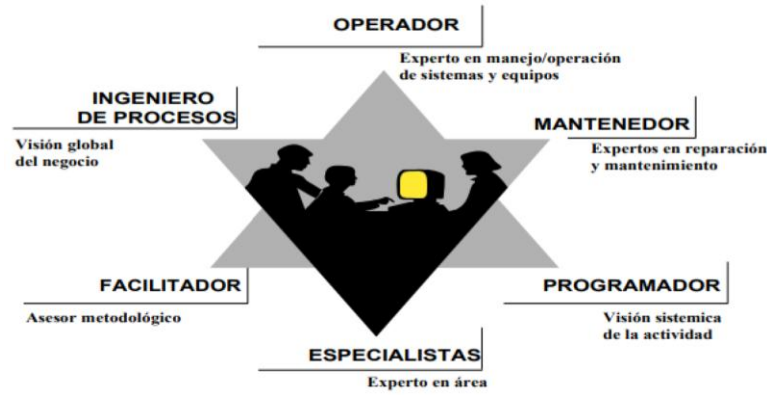 OPERADOR
Experto en manejo/operación
de sistemas y equipos
INGENIERO
DE PROCESOS
Visión global
del negocio
MANTENEDOR
Expertos en reparación
y mantenimiento
FACILITADOR
Asesor metodológico
PROGRAMADOR
Visión sistemica
de la actividad
ESPECIALISTAS
Experto en área